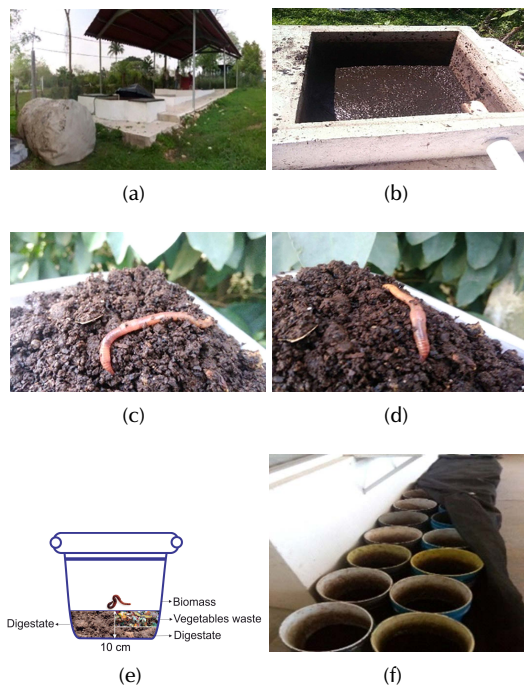 (a)
(b)
(c)
(d)
Biomass
Digestate
Vegetables waste
Digestate
10 cm
(e)
(f)